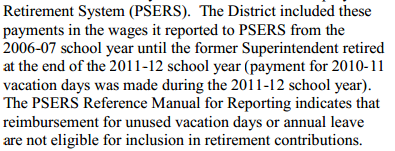 Retirement System (PSERS).  The District included these
payments in the wages it reported to PSERS from the
2006-07 school year until the former Superintendent retired
at the end of the 2011-12 school year (payment for 2010-11
vacation days was made during the 2011-12 school year).
The PSERS Reference Manual for Reporting indicates that
reimbursement for unused vacation days or annual leave
are not eligible for inclusion in retirement contributions.